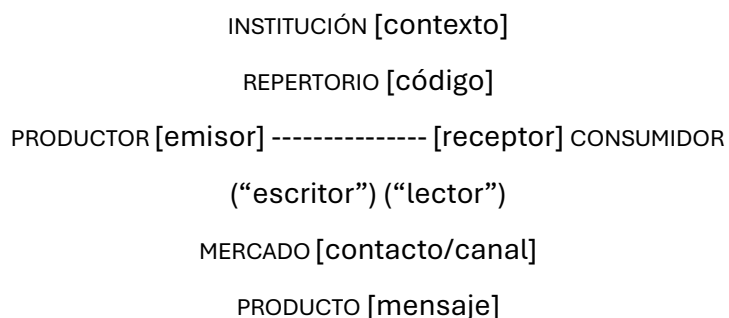 INSTITUCIÓN [contexto]
REPERTORIO [código]
PRODUCTOR [emisor] --------------- [receptor] CONSUMIDOR
(“escritor”) (“lector”)
MERCADO [contacto/canal]
PRODUCTO [mensaje]